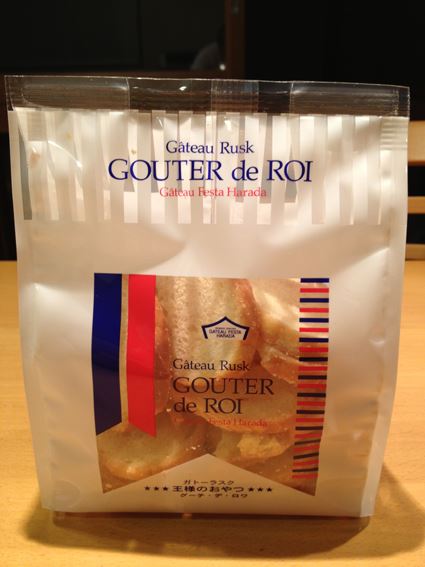 Gâteau Rusk
GOUTER de ROI
Gâteau Festa Harada
GATEAU FESTA
HARADA
Gâteau Rusk
GOUTER
de ROI
Festa Harada
ガトーラスク
★★★王様のおやつ★★★
グーテ・デ・ロワ